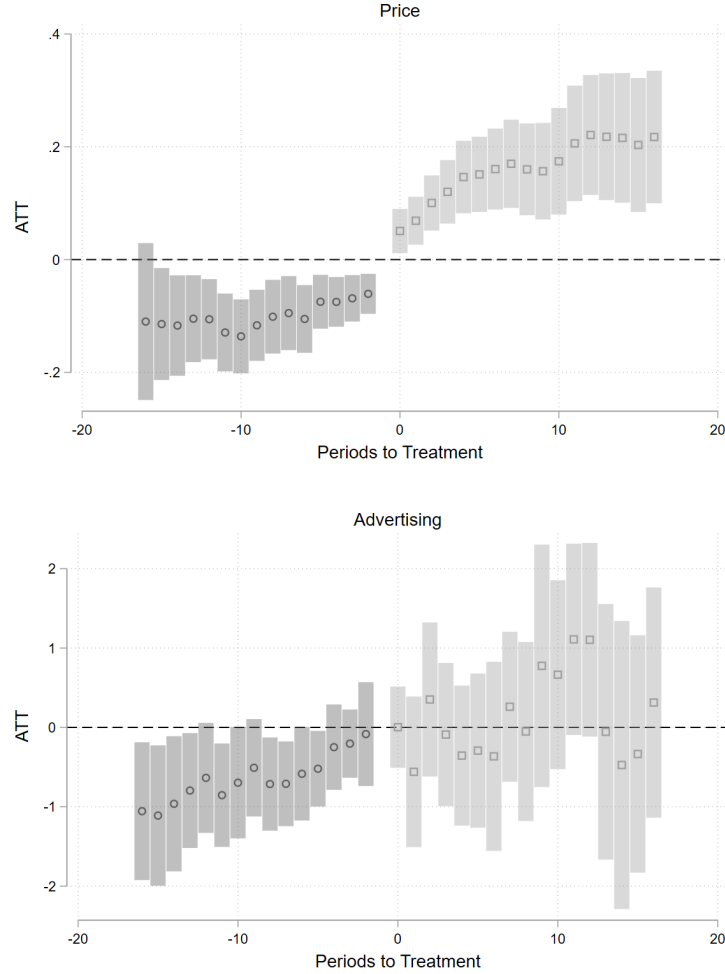 Price
.4
.2
0
-.2
ATT
-20 -10 0 10 20
Periods to Treatment
Advertising
2
1
0
-1
-2
ATT
-20 -10 0 10 20
Periods to Treatment